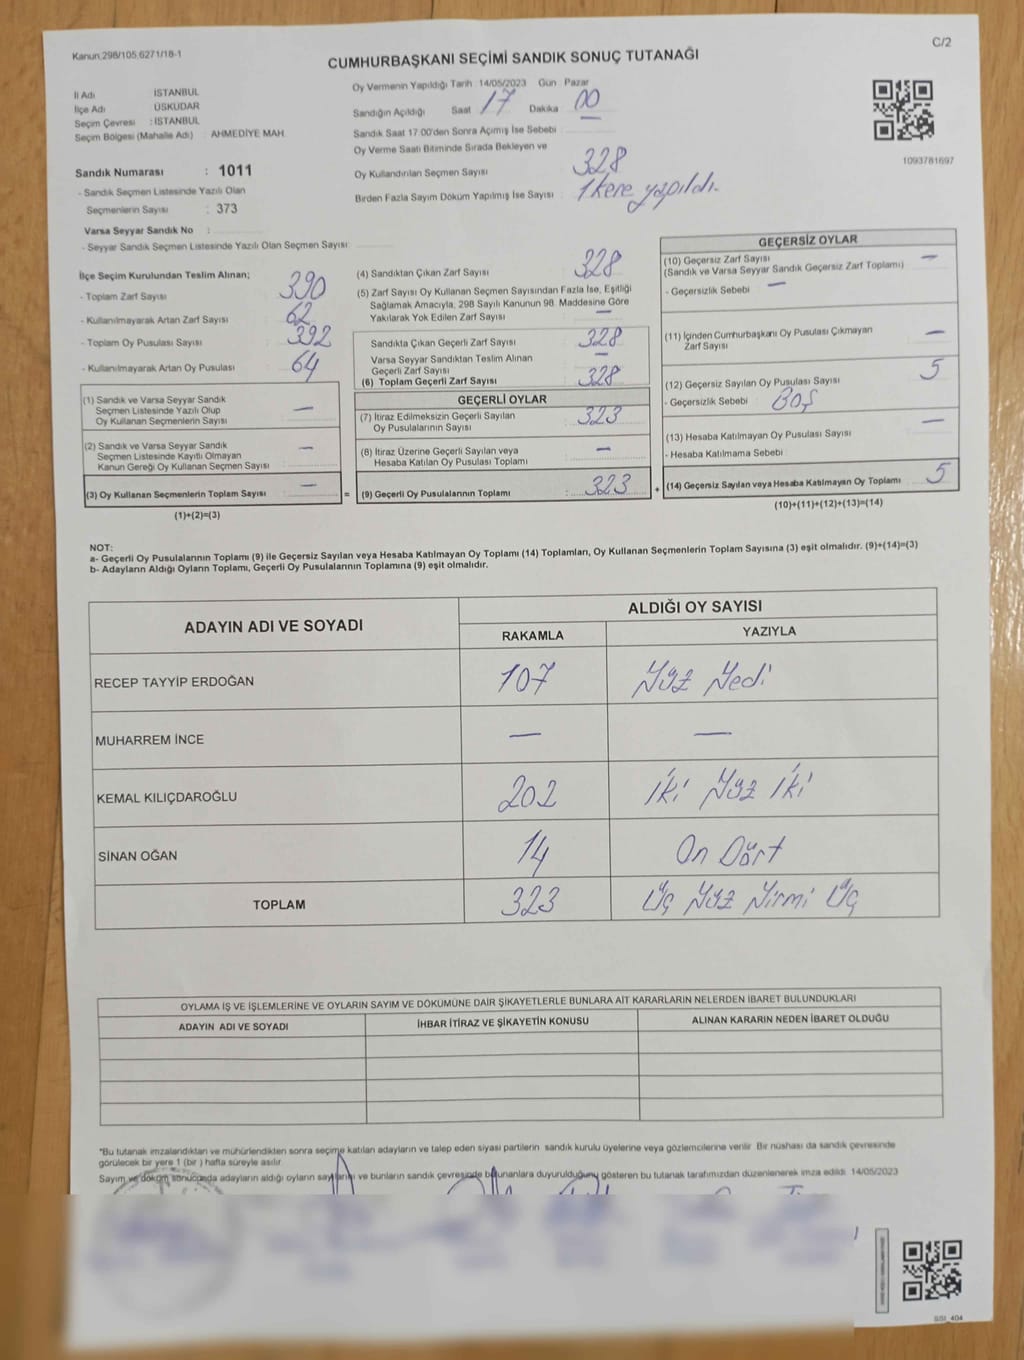 Kanun.298/105,6271/18-1
C/2
CUMHURBAŞKANI SEÇİMİ SANDIK SONUÇ TUTANAĞI
İl Adı : İSTANBUL
İlçe Adı : ÜSKÜDAR
Seçim Çevresi : İSTANBUL
Seçim Bölgesi (Mahalle Adı) : AHMEDİYE MAH.
Sandık Numarası : 1011
- Sandık Seçmen Listesinde Yazılı Olan
Seçmenlerin Sayısı : 373
Varsa Seyyar Sandık No :
- Seyyar Sandık Seçmen Listesinde Yazılı Olan Seçmen Sayısı:
Oy Vermenin Yapıldığı Tarih 14/05/2023 Gün Pazar
Sandığın Açıldığı Saat 17 Dakika 00
Sandık Saat 17.00'den Sonra Açımış İse Sebebi
Oy Verme Saati Bitiminde Sırada Bekleyen ve
Oy Kullandırılan Seçmen Sayısı 328
Birden Fazla Sayım Döküm Yapılmış İse Sayısı 1 kere yapıldı.
1093781697
İlçe Seçim Kurulundan Teslim Alınan;
- Toplam Zarf Sayısı 390
- Kullanılmayarak Artan Zarf Sayısı 62
- Toplam Oy Pusulası Sayısı 392
- Kullanılmayarak Artan Oy Pusulası 64
(1) Sandık ve Varsa Seyyar Sandık
Seçmen Listesinde Yazılı Olup
Oy Kullanan Seçmenlerin Sayısı —
(2) Sandık ve Varsa Seyyar Sandık
Seçmen Listesinde Kayıtlı Olmayan
Kanun Gereği Oy Kullanan Seçmen Sayısı —
(3) Oy Kullanan Seçmenlerin Toplam Sayısı — =
(1)+(2)=(3)
(4) Sandıktan Çıkan Zarf Sayısı 328
(5) Zarf Sayısı Oy Kullanan Seçmen Sayısından Fazla İse, Eşitliği
Sağlamak Amacıyla, 298 Sayılı Kanunun 98. Maddesine Göre
Yakılarak Yok Edilen Zarf Sayısı —
Sandıkta Çıkan Geçerli Zarf Sayısı 328
Varsa Seyyar Sandıktan Teslim Alınan
Geçerli Zarf Sayısı —
(6) Toplam Geçerli Zarf Sayısı 328
GEÇERLİ OYLAR
(7) İtiraz Edilmeksizin Geçerli Sayılan
Oy Pusulalarının Sayısı 323
(8) İtiraz Üzerine Geçerli Sayılan veya
Hesaba Katılan Oy Pusulası Toplamı —
(9) Geçerli Oy Pusulalarının Toplamı : 323 +
GEÇERSİZ OYLAR
(10) Geçersiz Zarf Sayısı —
(Sandık ve Varsa Seyyar Sandık Geçersiz Zarf Toplamı)
- Geçersizlik Sebebi —
(11) İçinden Cumhurbaşkanı Oy Pusulası Çıkmayan
Zarf Sayısı —
(12) Geçersiz Sayılan Oy Pusulası Sayısı 5
- Geçersizlik Sebebi BOŞ
(13) Hesaba Katılmayan Oy Pusulası Sayısı —
- Hesaba Katılmama Sebebi
(14) Geçersiz Sayılan veya Hesaba Katılmayan Oy Toplamı 5
(10)+(11)+(12)+(13)=(14)
NOT:
a- Geçerli Oy Pusulalarının Toplamı (9) ile Geçersiz Sayılan veya Hesaba Katılmayan Oy Toplamı (14) Toplamları, Oy Kullanan Seçmenlerin Toplam Sayısına (3) eşit olmalıdır. (9)+(14)=(3)
b- Adayların Aldığı Oyların Toplamı, Geçerli Oy Pusulalarının Toplamına (9) eşit olmalıdır.
ADAYIN ADI VE SOYADI
ALDIĞI OY SAYISI
RAKAMLA YAZIYLA
RECEP TAYYİP ERDOĞAN 107 Yüz Yedi
MUHARREM İNCE — —
KEMAL KILIÇDAROĞLU 202 İki Yüz İki
SİNAN OĞAN 14 On Dört
TOPLAM 323 Üç Yüz Yirmi Üç
OYLAMA İŞ VE İŞLEMLERİNE VE OYLARIN SAYIM VE DÖKÜMÜNE DAİR ŞİKAYETLERLE BUNLARA AİT KARARLARIN NELERDEN İBARET BULUNDUKLARI
ADAYIN ADI VE SOYADI İHBAR İTİRAZ VE ŞİKAYETİN KONUSU ALINAN KARARIN NEDEN İBARET OLDUĞU
*Bu tutanak imzalandıktan ve mühürlendikten sonra seçime katılan adayların ve talep eden siyasi partilerin sandık kurulu üyelerine veya gözlemcilerine verilir. Bir nüshası da sandık çevresinde
görülecek bir yere 1 (bir) hafta süreyle asılır.
Sayım ve döküm sonucunda adayların aldığı oyların sayılarını ve bunların sandık çevresinde bulunanlara duyurulduğunu gösteren bu tutanak tarafımızdan düzenlenerek imza edildi. 14/05/2023